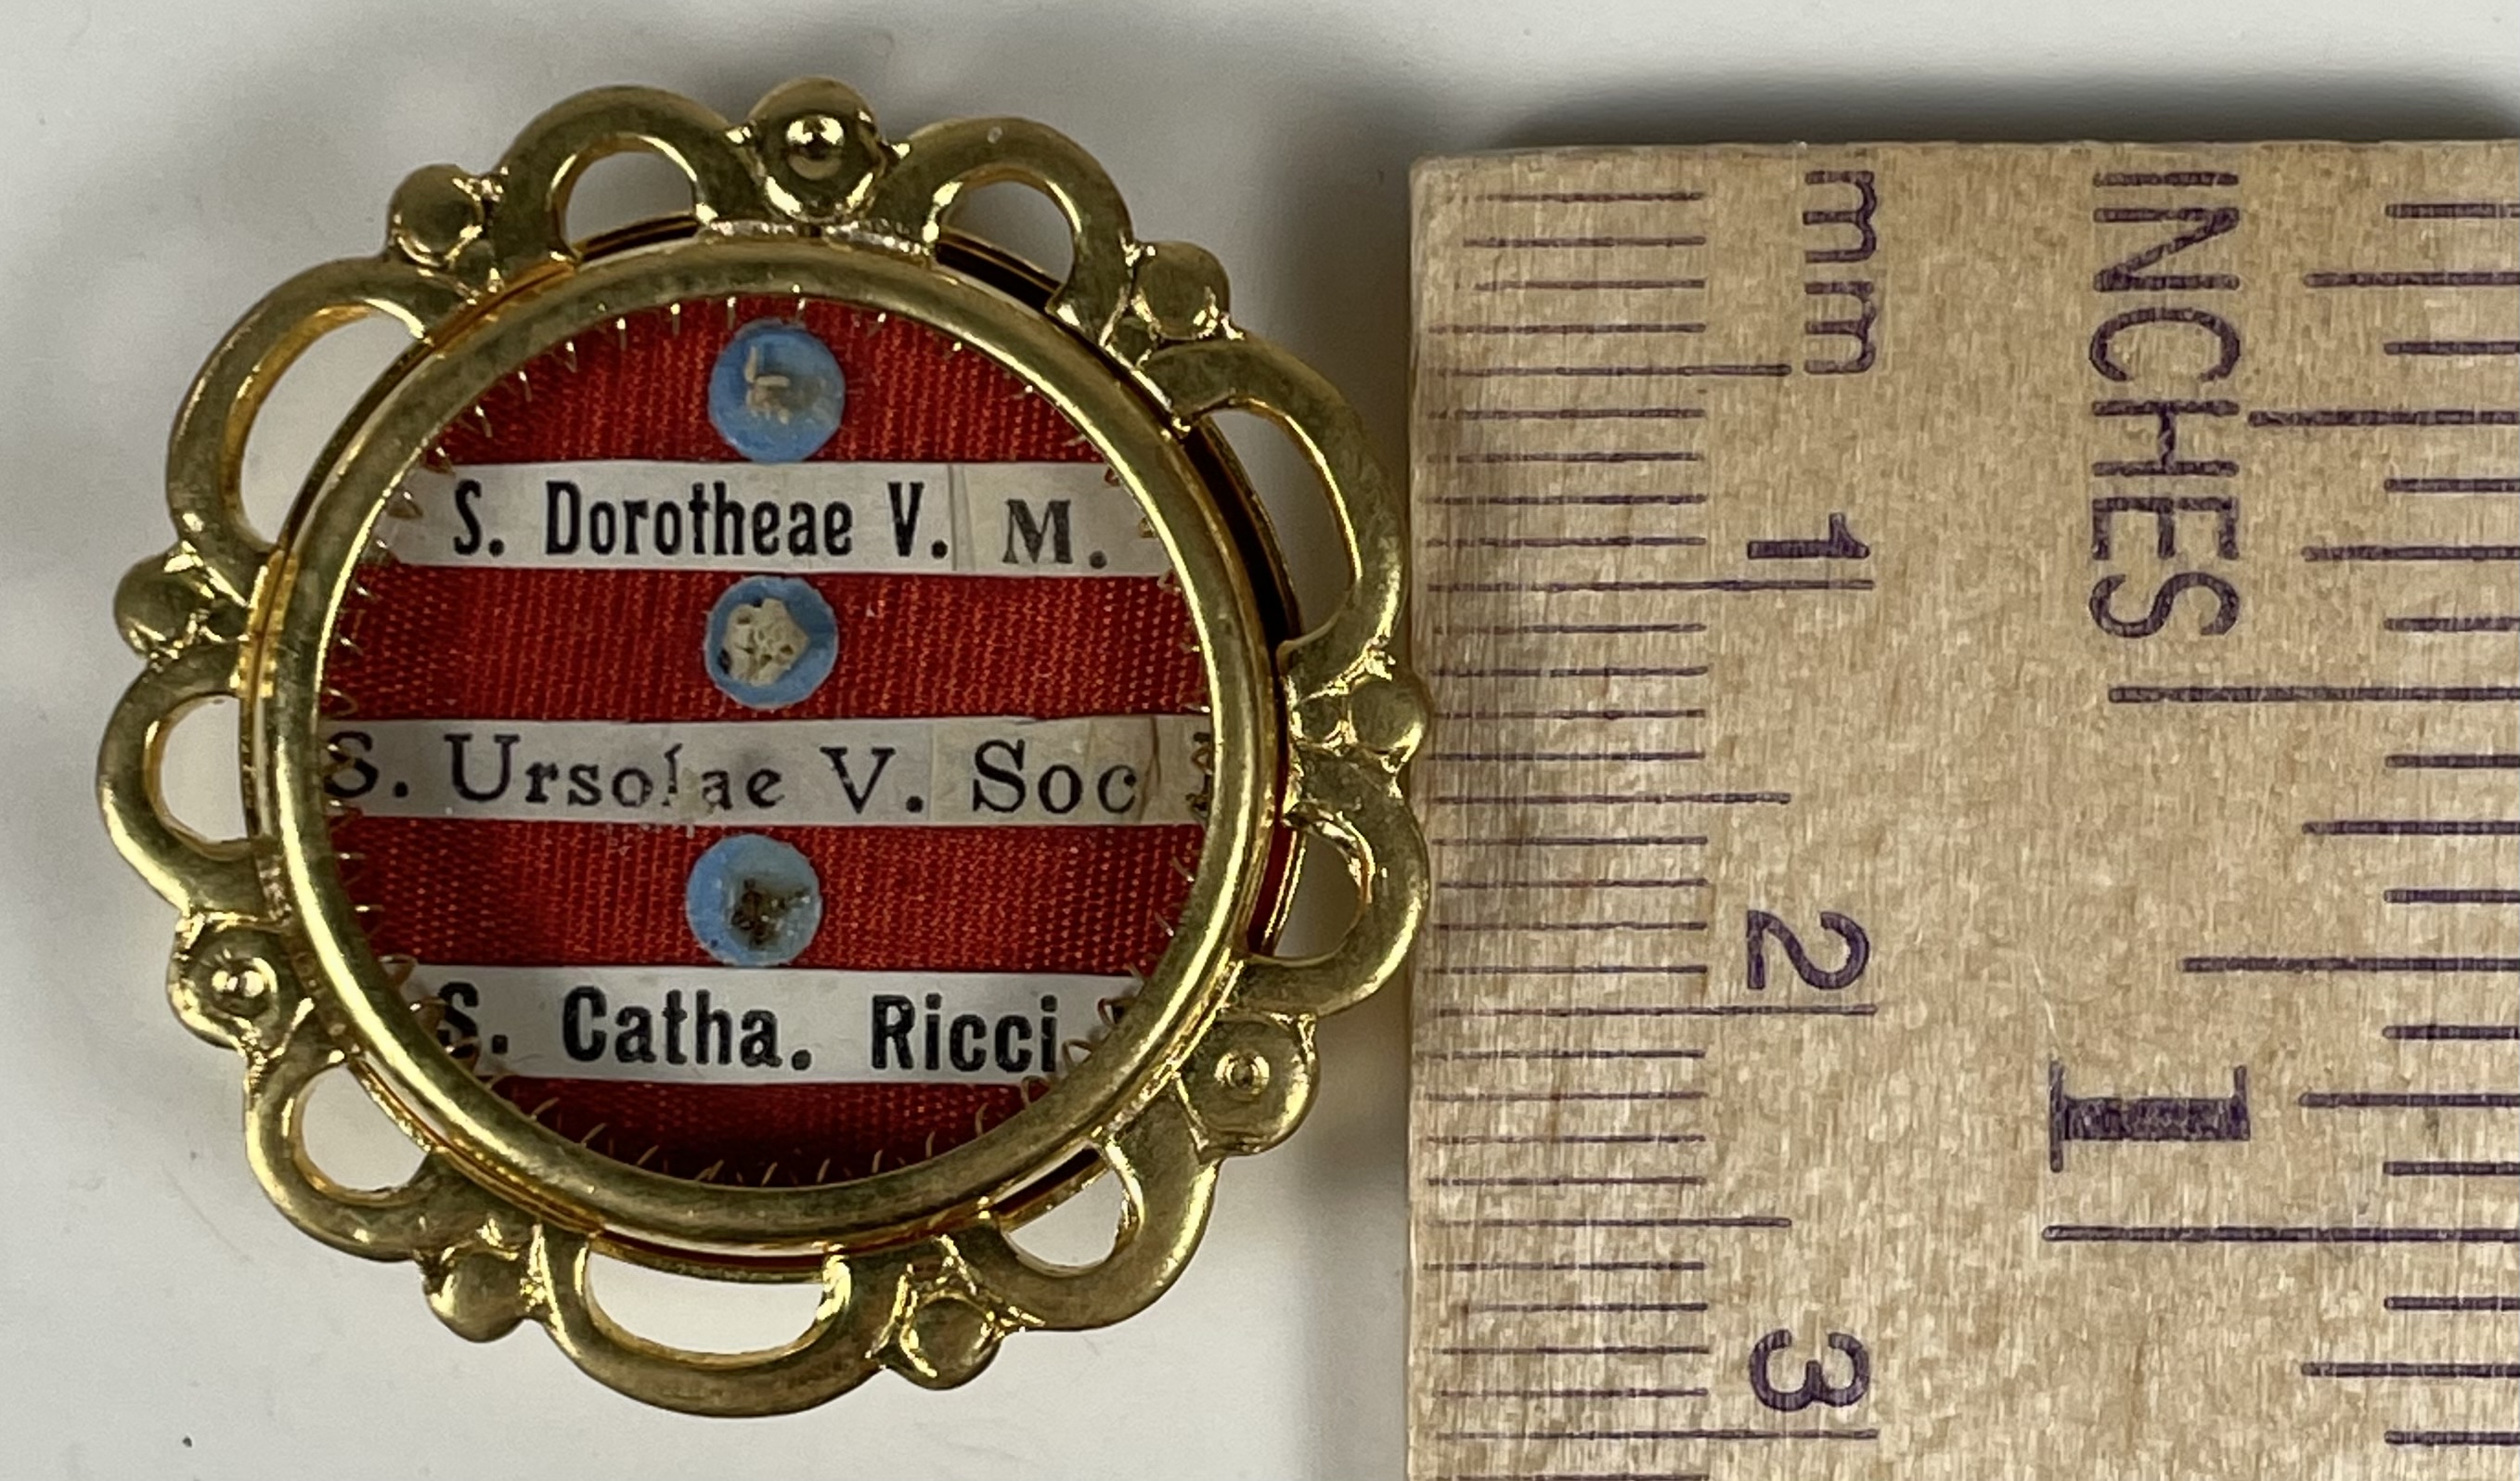 S. Dorotheae V. M.
S. Ursolae V. Soc
S. Catha. Ricci
mm
1
2
3
INCHES
1